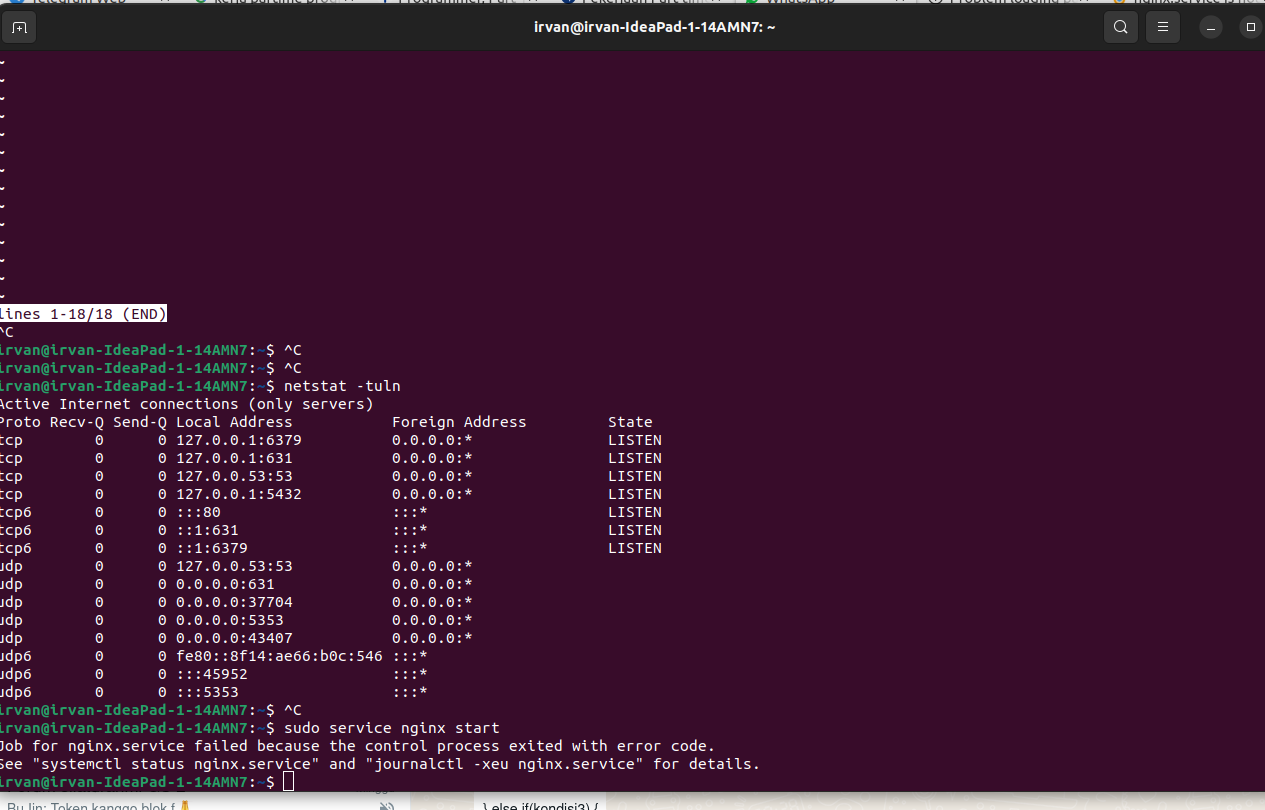 irvan@irvan-IdeaPad-1-14AMN7: ~
~
~
~
~
~
~
~
~
~
~
~
~
~
~
lines 1-18/18 (END)
^C
irvan@irvan-IdeaPad-1-14AMN7:~$ ^C
irvan@irvan-IdeaPad-1-14AMN7:~$ ^C
irvan@irvan-IdeaPad-1-14AMN7:~$ netstat -tuln
Active Internet connections (only servers)
Proto Recv-Q Send-Q Local Address           Foreign Address         State
tcp        0      0 127.0.0.1:6379          0.0.0.0:*               LISTEN
tcp        0      0 127.0.0.1:631           0.0.0.0:*               LISTEN
tcp        0      0 127.0.0.53:53           0.0.0.0:*               LISTEN
tcp        0      0 127.0.0.1:5432          0.0.0.0:*               LISTEN
tcp6       0      0 :::80                   :::*                    LISTEN
tcp6       0      0 ::1:631                 :::*                    LISTEN
tcp6       0      0 ::1:6379                :::*                    LISTEN
udp        0      0 127.0.0.53:53           0.0.0.0:*
udp        0      0 0.0.0.0:631             0.0.0.0:*
udp        0      0 0.0.0.0:37704           0.0.0.0:*
udp        0      0 0.0.0.0:5353            0.0.0.0:*
udp        0      0 0.0.0.0:43407           0.0.0.0:*
udp6       0      0 fe80::8f14:ae66:b0c:546 :::*
udp6       0      0 :::45952                :::*
udp6       0      0 :::5353                 :::*
irvan@irvan-IdeaPad-1-14AMN7:~$ ^C
irvan@irvan-IdeaPad-1-14AMN7:~$ sudo service nginx start
Job for nginx.service failed because the control process exited with error code.
See "systemctl status nginx.service" and "journalctl -xeu nginx.service" for details.
irvan@irvan-IdeaPad-1-14AMN7:~$
Bu Iin: Token kanggo blok f
} else if(kondisi3) {